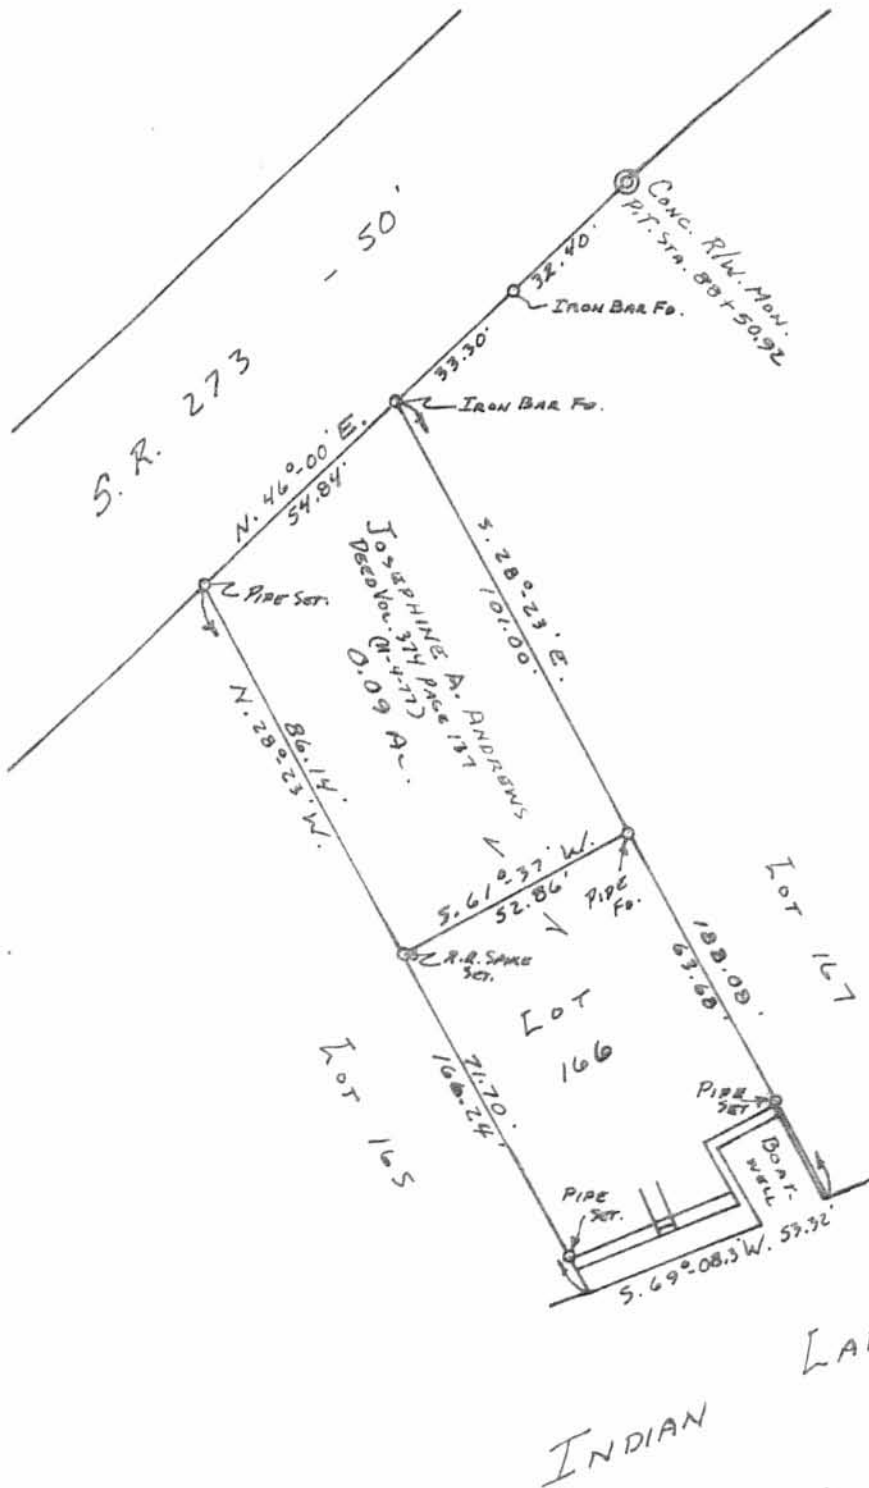 S. R. 273 - 50'
CONC. R/W. MON.
P.T. STA. 88 + 50.92
32.40'
IRON BAR FD.
33.30'
IRON BAR FD.
N. 46°-00' E.
54.84'
PIPE SET.
S. 28°-23' E.
101.00'
JOSEPHINE A. ANDREWS
DEED VOL. 374 PAGE 137
(11-4-77)
0.09 AC.
86.14'
N. 28°-23' W.
S. 61°-37' W.
52.86'
PIPE
FD.
R.R. SPIKE
SET.
LOT
167
188.08'
63.68'
LOT
166
LOT
165
71.70'
166.24'
PIPE
SET
BOAT-
WELL
PIPE
SET.
S. 69°-08.3' W. 53.32'
INDIAN